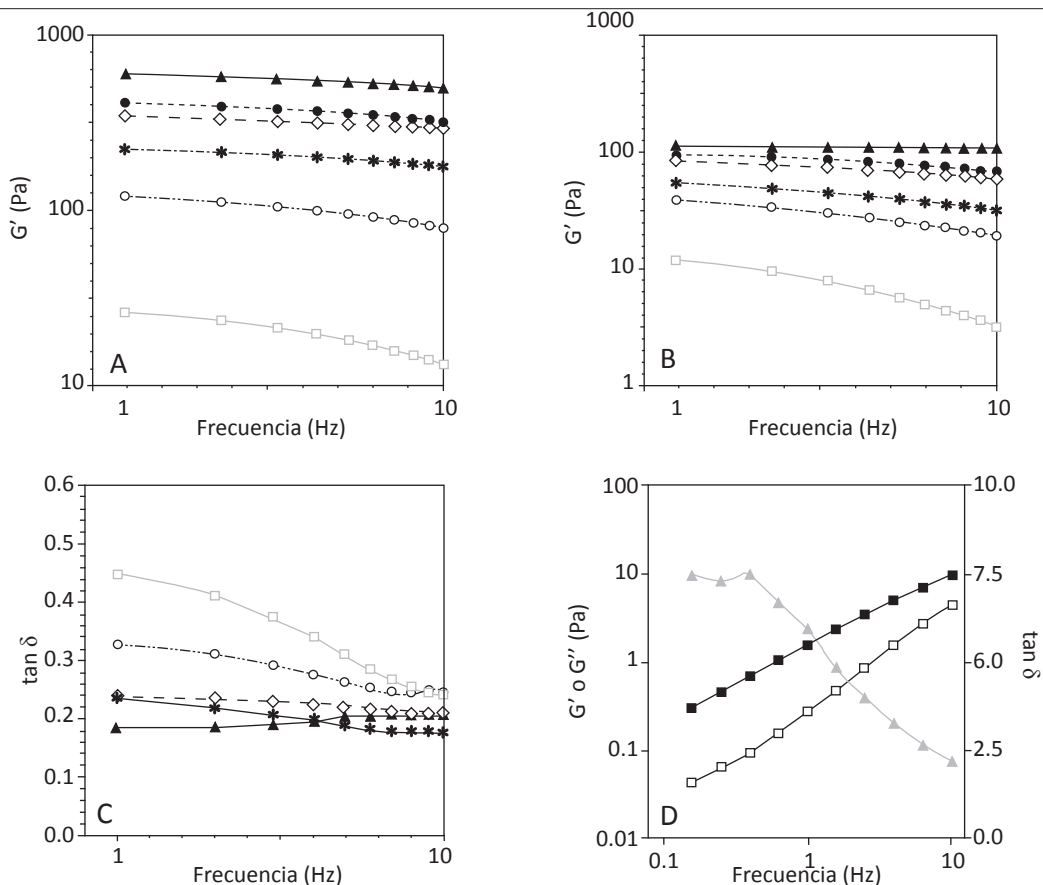 1000
100
10
G′ (Pa)
A
1
10
Frecuencia (Hz)
1000
100
10
1
G′ (Pa)
B
1
10
Frecuencia (Hz)
0.6
0.5
0.4
0.3
0.2
0.1
0.0
tan δ
C
1
10
Frecuencia (Hz)
100
10
1
0.1
0.01
G′ o G′′ (Pa)
D
10.0
7.5
5.0
2.5
0.0
tan δ
0.1
1
10
Frecuencia (Hz)